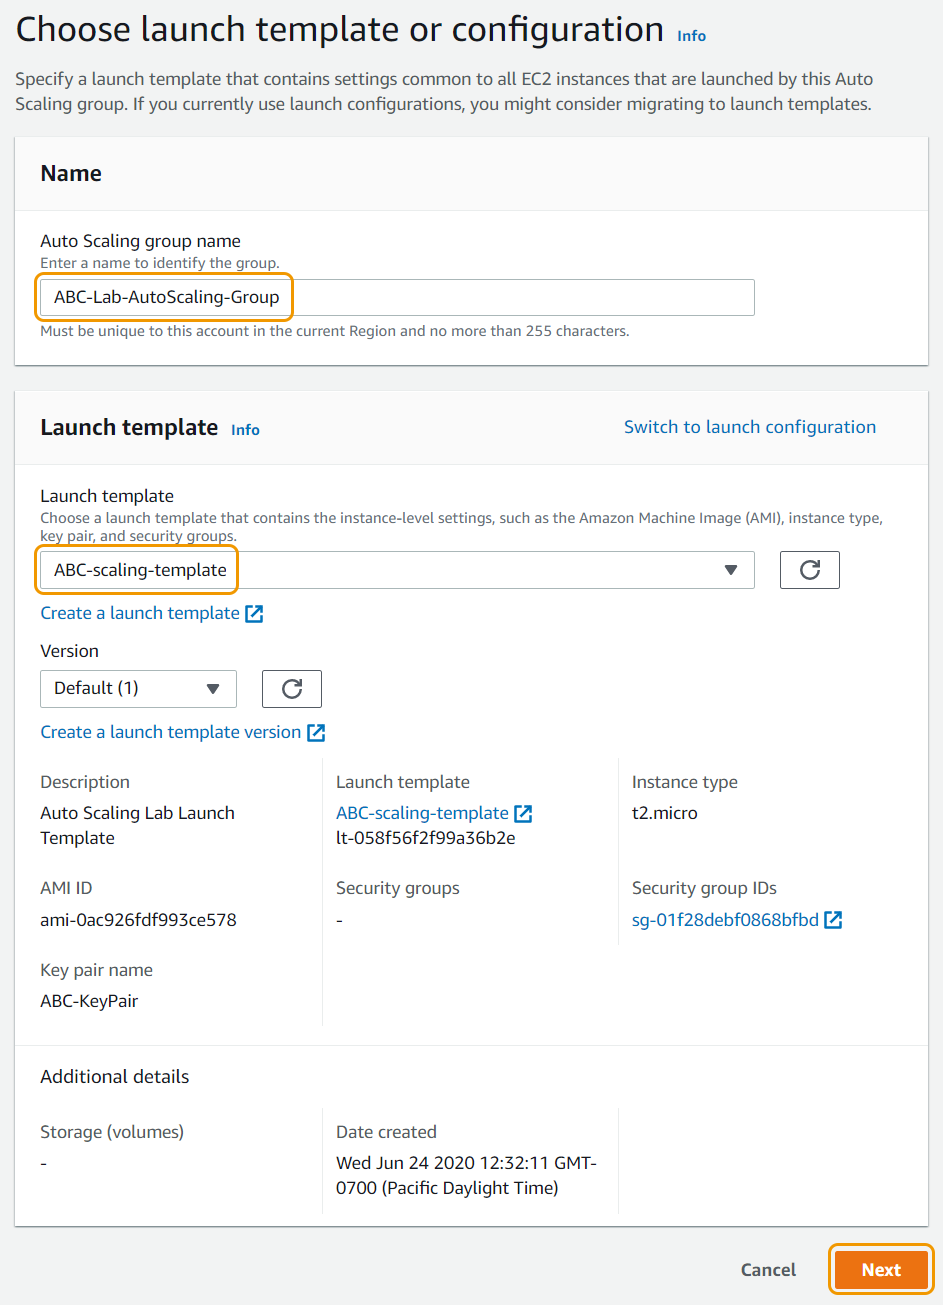 Choose launch template or configuration Info
Specify a launch template that contains settings common to all EC2 instances that are launched by this Auto
Scaling group. If you currently use launch configurations, you might consider migrating to launch templates.
Name
Auto Scaling group name
Enter a name to identify the group.
ABC-Lab-AutoScaling-Group
Must be unique to this account in the current Region and no more than 255 characters.
Launch template Info
Switch to launch configuration
Launch template
Choose a launch template that contains the instance-level settings, such as the Amazon Machine Image (AMI), instance type,
key pair, and security groups.
ABC-scaling-template
Create a launch template
Version
Default (1)
Create a launch template version
Description
Auto Scaling Lab Launch
Template
Launch template
ABC-scaling-template
lt-058f56f2f99a36b2e
Instance type
t2.micro
AMI ID
ami-0ac926fdf993ce578
Security groups
-
Security group IDs
sg-01f28debf0868bfbd
Key pair name
ABC-KeyPair
Additional details
Storage (volumes)
-
Date created
Wed Jun 24 2020 12:32:11 GMT-
0700 (Pacific Daylight Time)
Cancel
Next